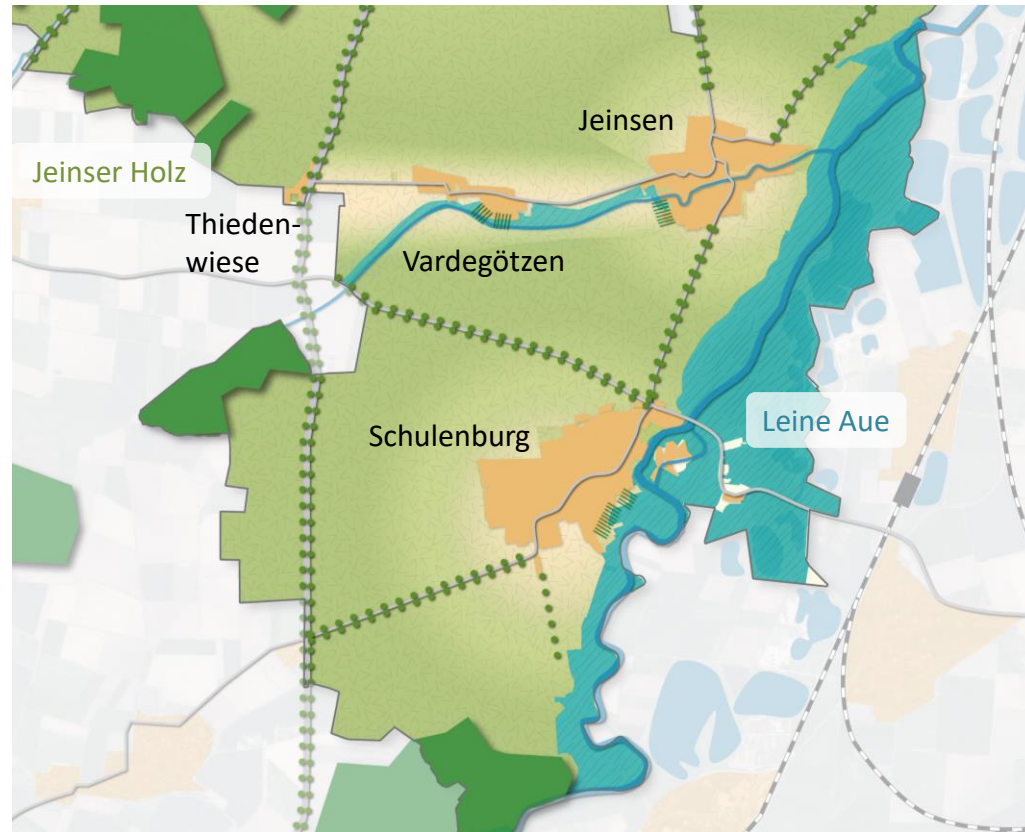 Jeinsen
Jeinser Holz
Thieden-
wiese
Vardegötzen
Schulenburg
Leine Aue